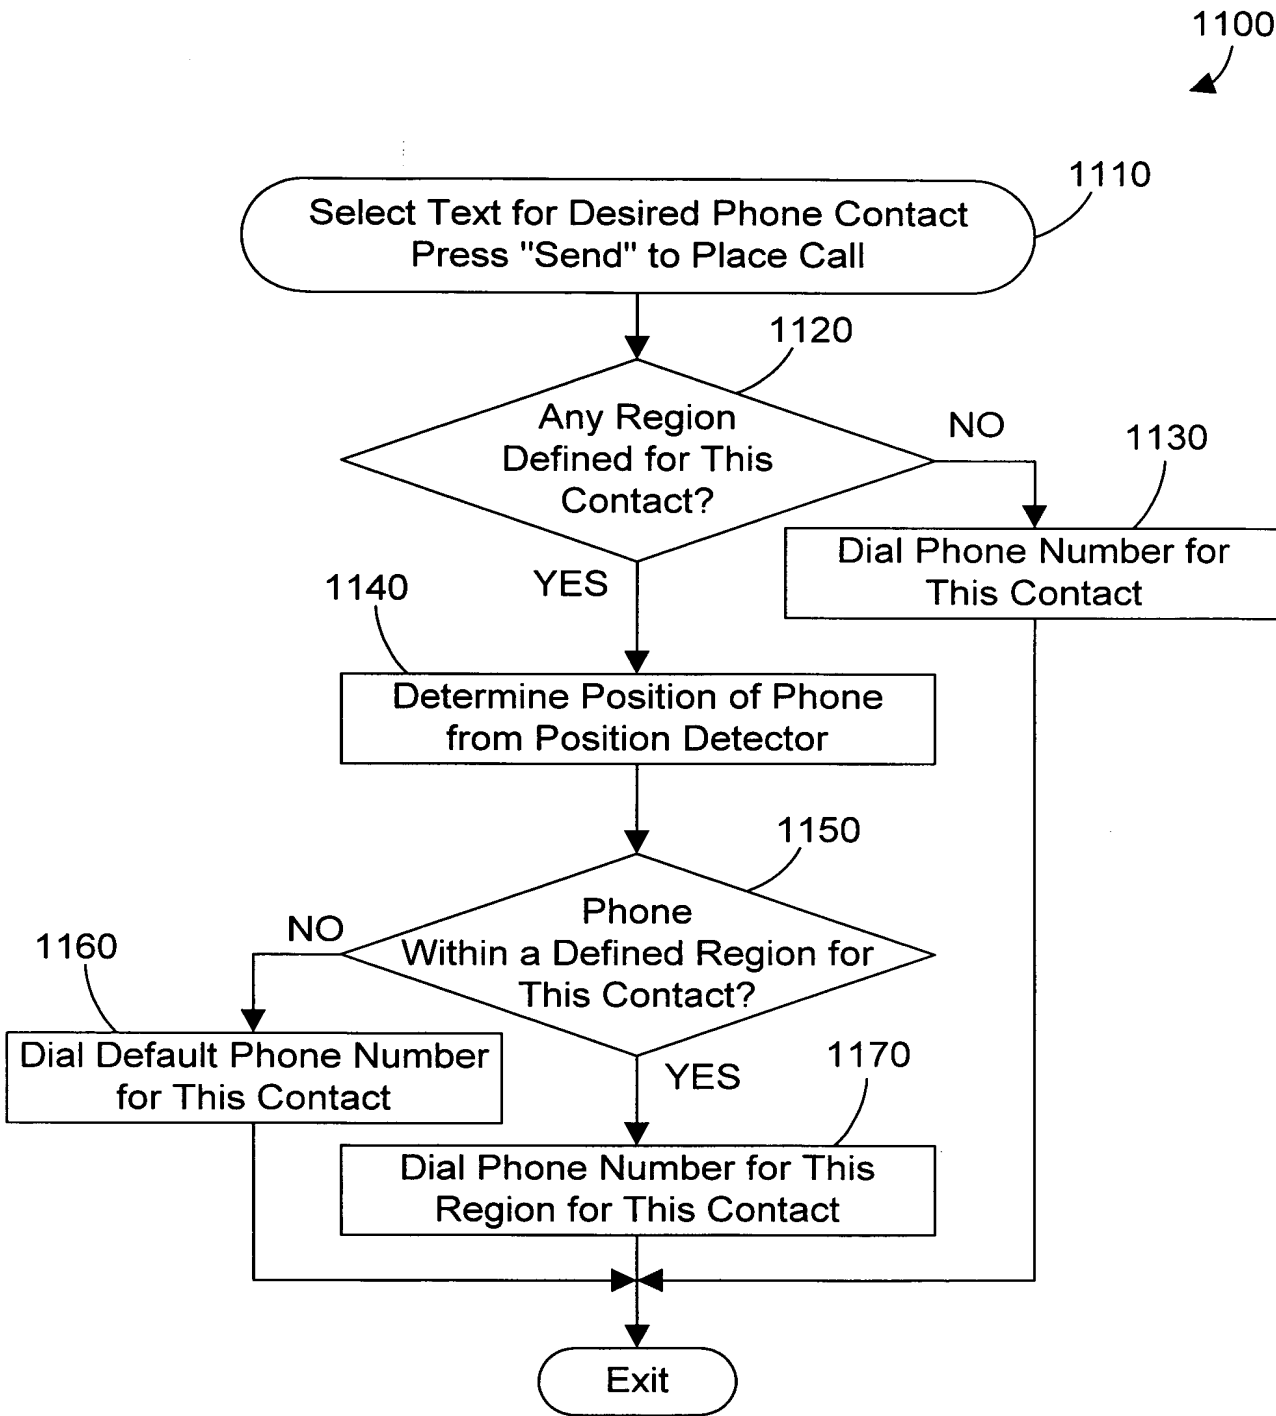 1100
1110
Select Text for Desired Phone Contact
Press "Send" to Place Call
1120
Any Region
Defined for This
Contact?
NO
1130
Dial Phone Number for
This Contact
YES
1140
Determine Position of Phone
from Position Detector
1150
Phone
Within a Defined Region for
This Contact?
NO
1160
Dial Default Phone Number
for This Contact
YES
1170
Dial Phone Number for This
Region for This Contact
Exit